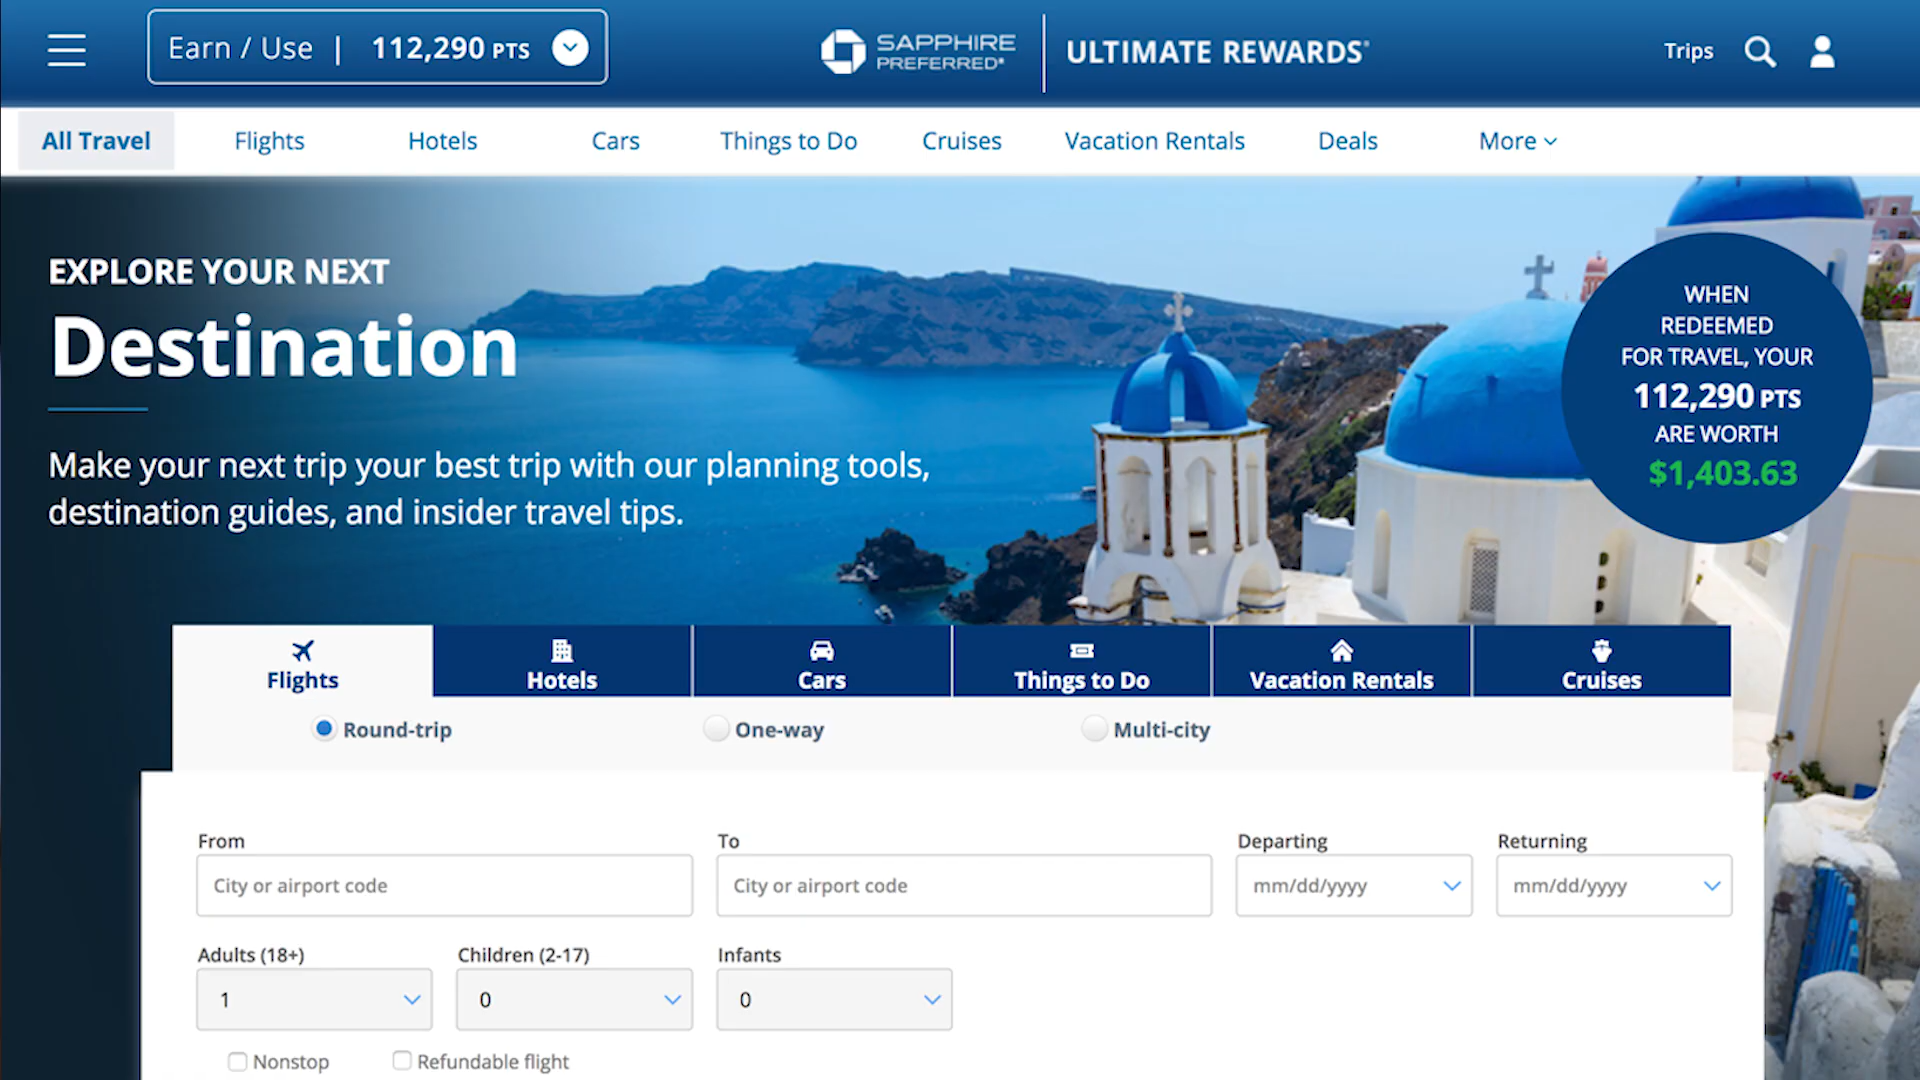 Earn / Use | 112,290 PTS
SAPPHIRE
PREFERRED®
ULTIMATE REWARDS®
Trips
All Travel
Flights
Hotels
Cars
Things to Do
Cruises
Vacation Rentals
Deals
More
EXPLORE YOUR NEXT
Destination
Make your next trip your best trip with our planning tools,
destination guides, and insider travel tips.
WHEN
REDEEMED
FOR TRAVEL, YOUR
112,290 PTS
ARE WORTH
$1,403.63
Flights
Hotels
Cars
Things to Do
Vacation Rentals
Cruises
Round-trip
One-way
Multi-city
From
To
Departing
Returning
City or airport code
City or airport code
mm/dd/yyyy
mm/dd/yyyy
Adults (18+)
Children (2-17)
Infants
1
0
0
Nonstop
Refundable flight